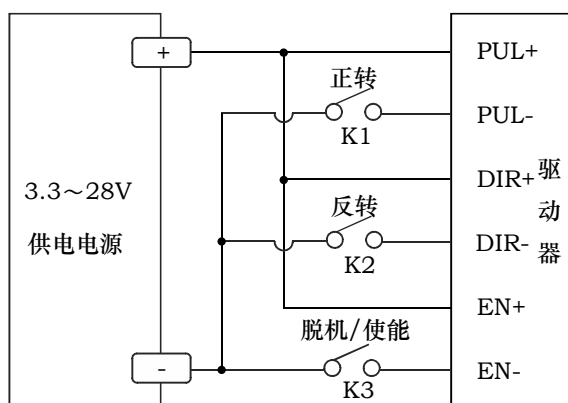 +
PUL+
正转
K1
PUL-
3.3～28V
供电电源
DIR+
驱动器
反转
K2
DIR-
EN+
脱机/使能
-
K3
EN-